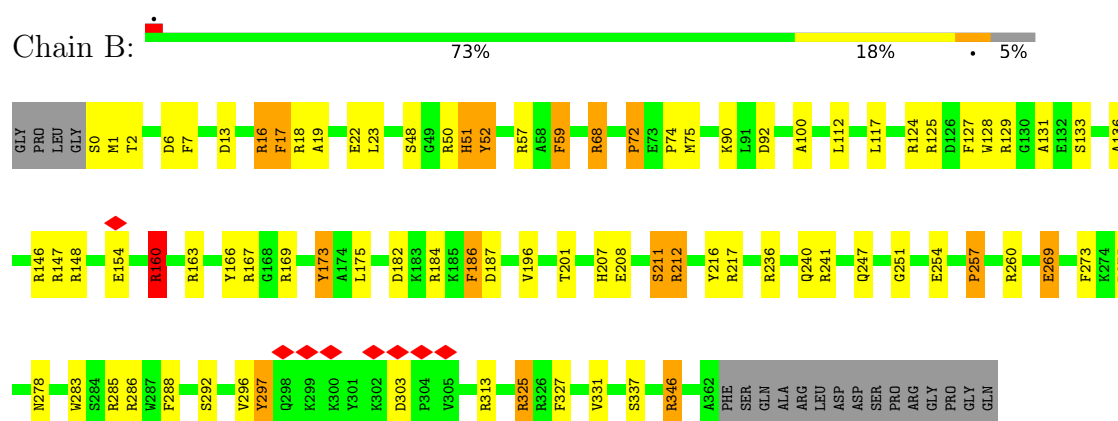 Chain B:
73% 18% • 5%
GLY PRO LEU GLY S0 M1 T2 D6 F7 D13 R16 F17 R18 A19 E22 L23 S48 G49 R50 H51 Y52 R57 A58 F59 R68 P72 E73 P74 M75 K90 L91 D92 A100 L112 L117 R124 R125 D126 F127 W128 R129 G130 A131 E132 S133 A136
R146 R147 R148 E154 R160 R163 Y166 R167 G168 R169 Y173 A174 L175 D182 K183 R184 K185 F186 D187 V196 T201 H207 E208 S211 R212 Y216 R217 R236 Q240 R241 Q247 G251 E254 P257 R260 E269 F273 K274
N278 W283 S284 R285 R286 W287 F288 S292 V296 Y297 Q298 K299 K300 Y301 K302 D303 P304 V305 R313 R325 R326 F327 V331 S337 R346 A362 PHE SER GLN ALA ARG LEU ASP ASP SER PRO ARG GLY PRO GLY GLN